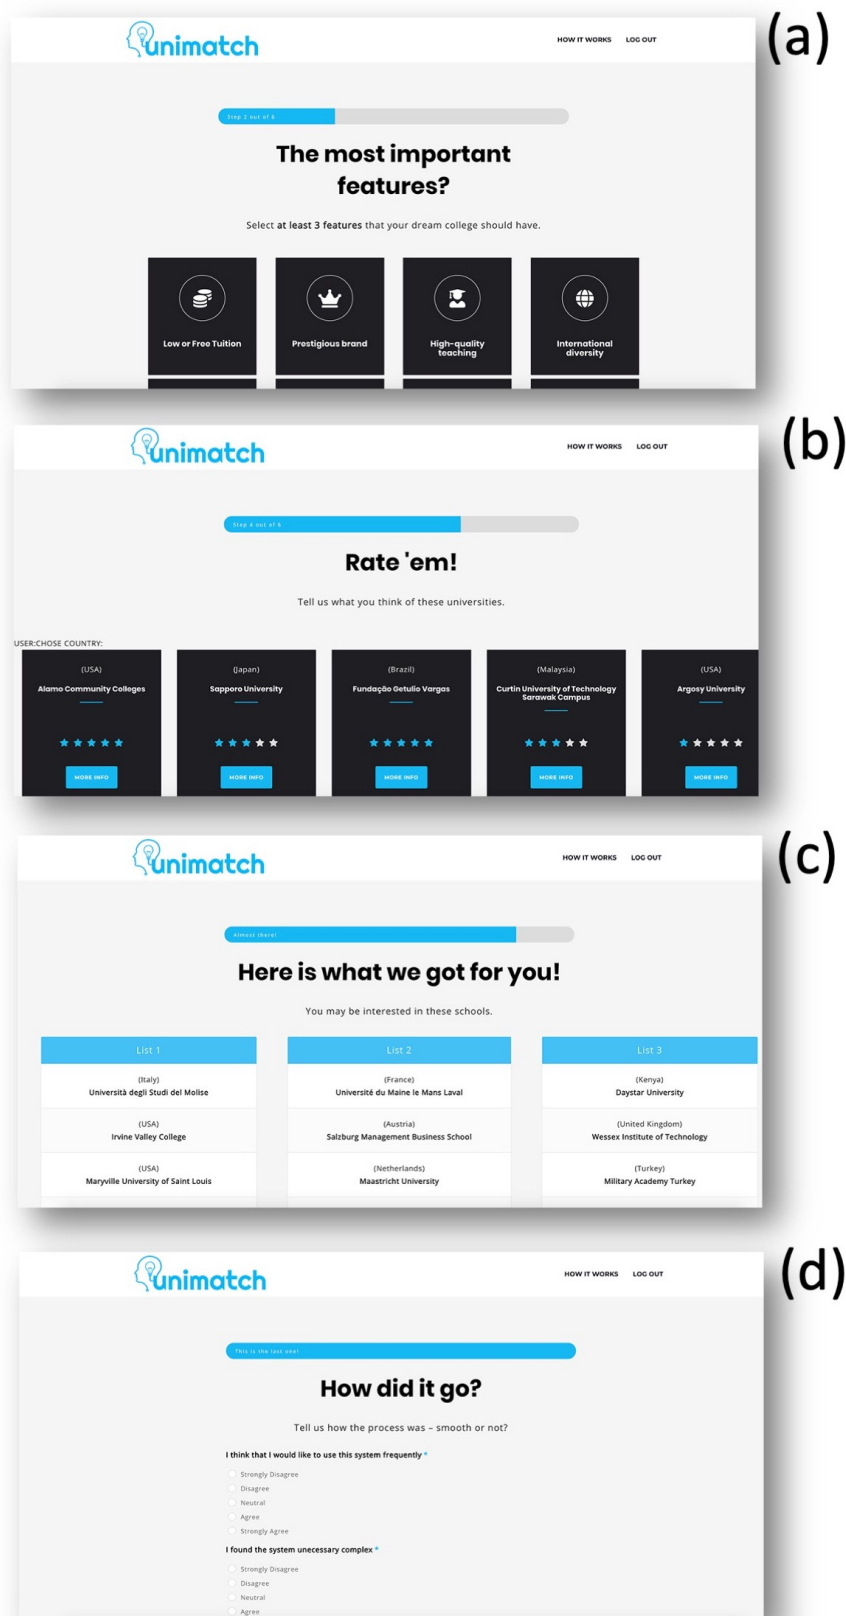 unimatch
HOW IT WORKS LOG OUT
(a)
Step 2 out of 6
The most important
features?
Select at least 3 features that your dream college should have.
Low or Free Tuition
Prestigious brand
High-quality
teaching
International
diversity
unimatch
HOW IT WORKS LOG OUT
(b)
Step 4 out of 6
Rate 'em!
Tell us what you think of these universities.
USER:CHOSE COUNTRY:
(USA)
Alamo Community Colleges
MORE INFO
(Japan)
Sapporo University
MORE INFO
(Brazil)
Fundação Getulio Vargas
MORE INFO
(Malaysia)
Curtin University of Technology
Sarawak Campus
MORE INFO
(USA)
Argosy University
MORE INFO
unimatch
HOW IT WORKS LOG OUT
(c)
Almost there!
Here is what we got for you!
You may be interested in these schools.
List 1
(Italy)
Università degli Studi del Molise
(USA)
Irvine Valley College
(USA)
Maryville University of Saint Louis
List 2
(France)
Université du Maine le Mans Laval
(Austria)
Salzburg Management Business School
(Netherlands)
Maastricht University
List 3
(Kenya)
Daystar University
(United Kingdom)
Wessex Institute of Technology
(Turkey)
Military Academy Turkey
unimatch
HOW IT WORKS LOG OUT
(d)
This is the last one!
How did it go?
Tell us how the process was – smooth or not?
I think that I would like to use this system frequently *
Strongly Disagree
Disagree
Neutral
Agree
Strongly Agree
I found the system unecessary complex *
Strongly Disagree
Disagree
Neutral
Agree